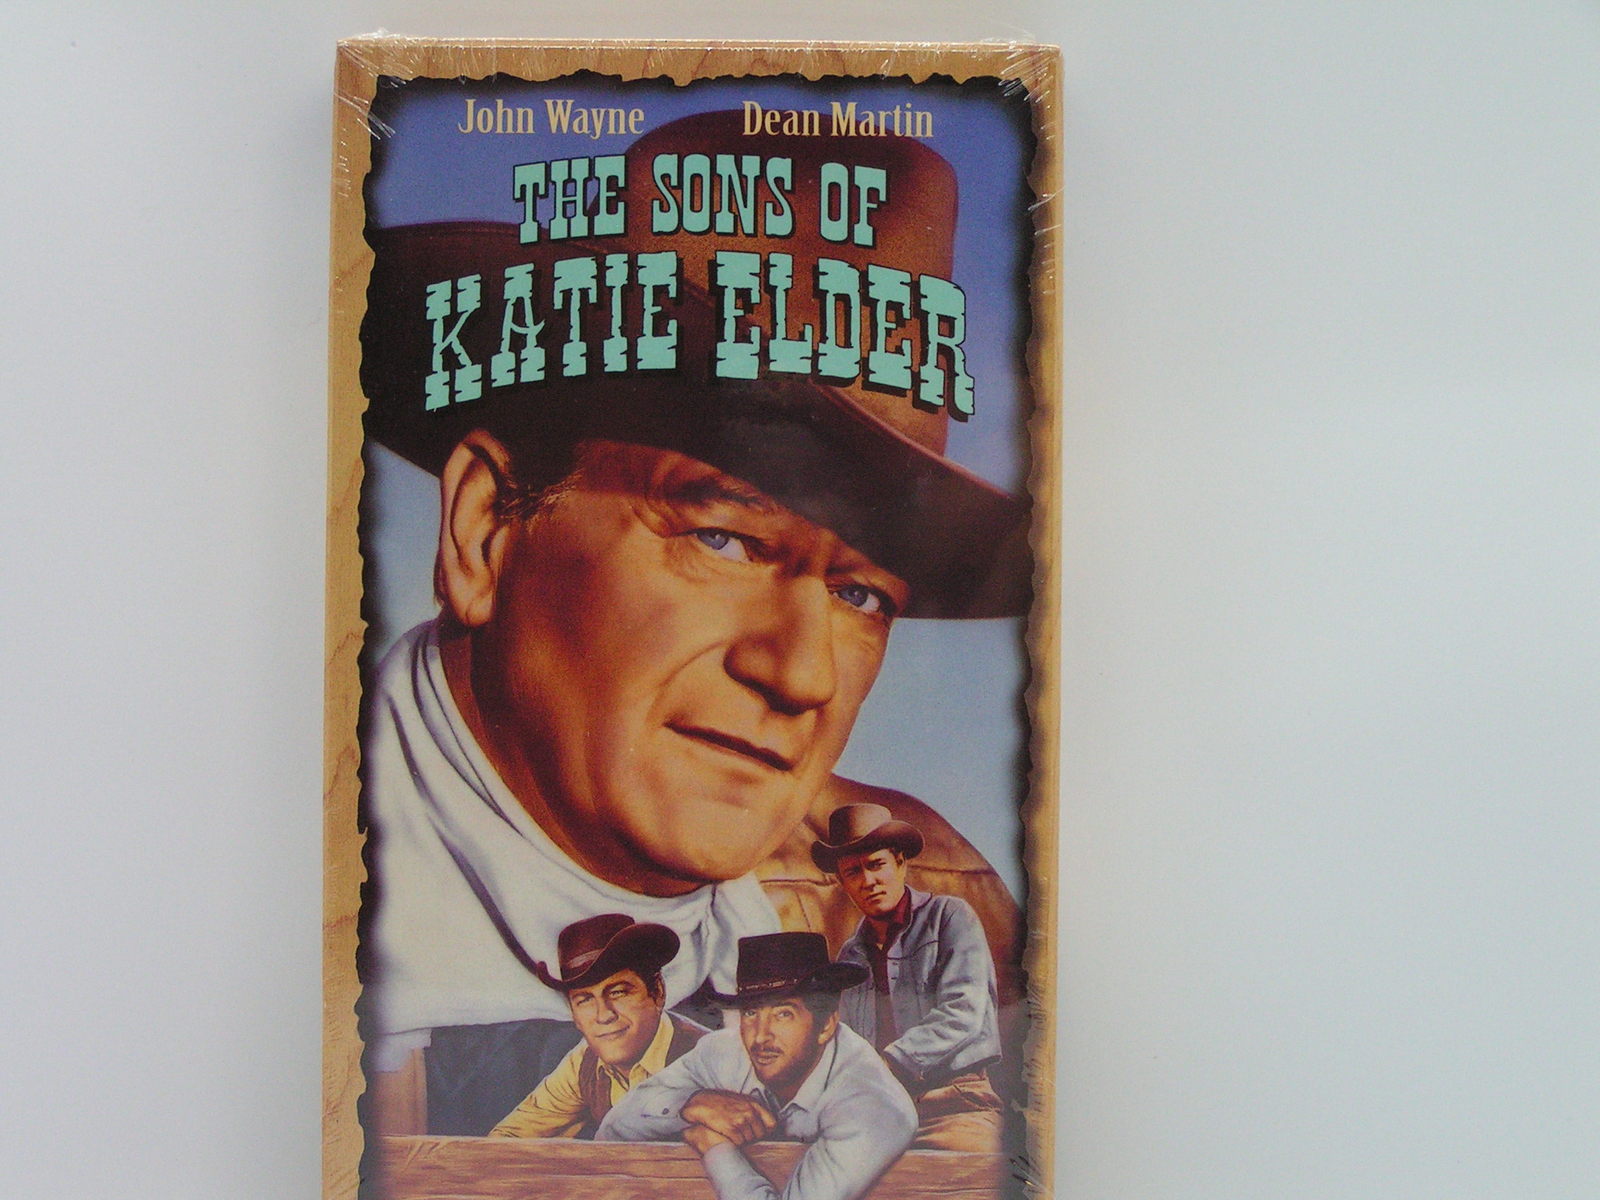 John Wayne Dean Martin
THE SONS OF
KATIE ELDER